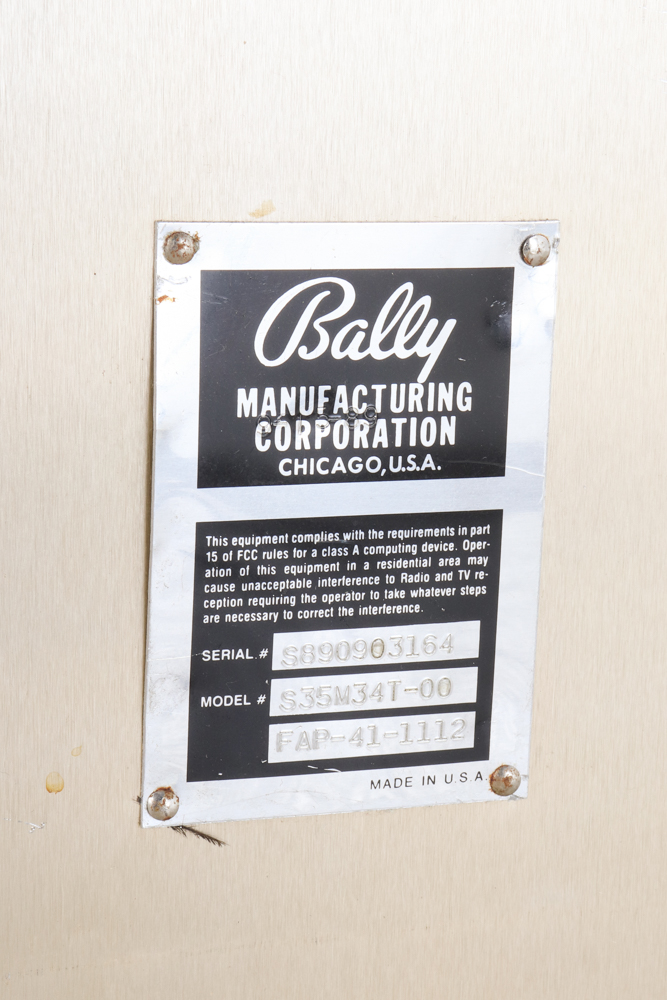 Bally
MANUFACTURING
CORPORATION
CHICAGO, U.S.A.
This equipment complies with the requirements in part
15 of FCC rules for a class A computing device. Oper-
ation of this equipment in a residential area may
cause unacceptable interference to Radio and TV re-
ception requiring the operator to take whatever steps
are necessary to correct the interference.
SERIAL # S890903164
MODEL # S35M34T-00
FAP-41-1112
MADE IN U.S.A.